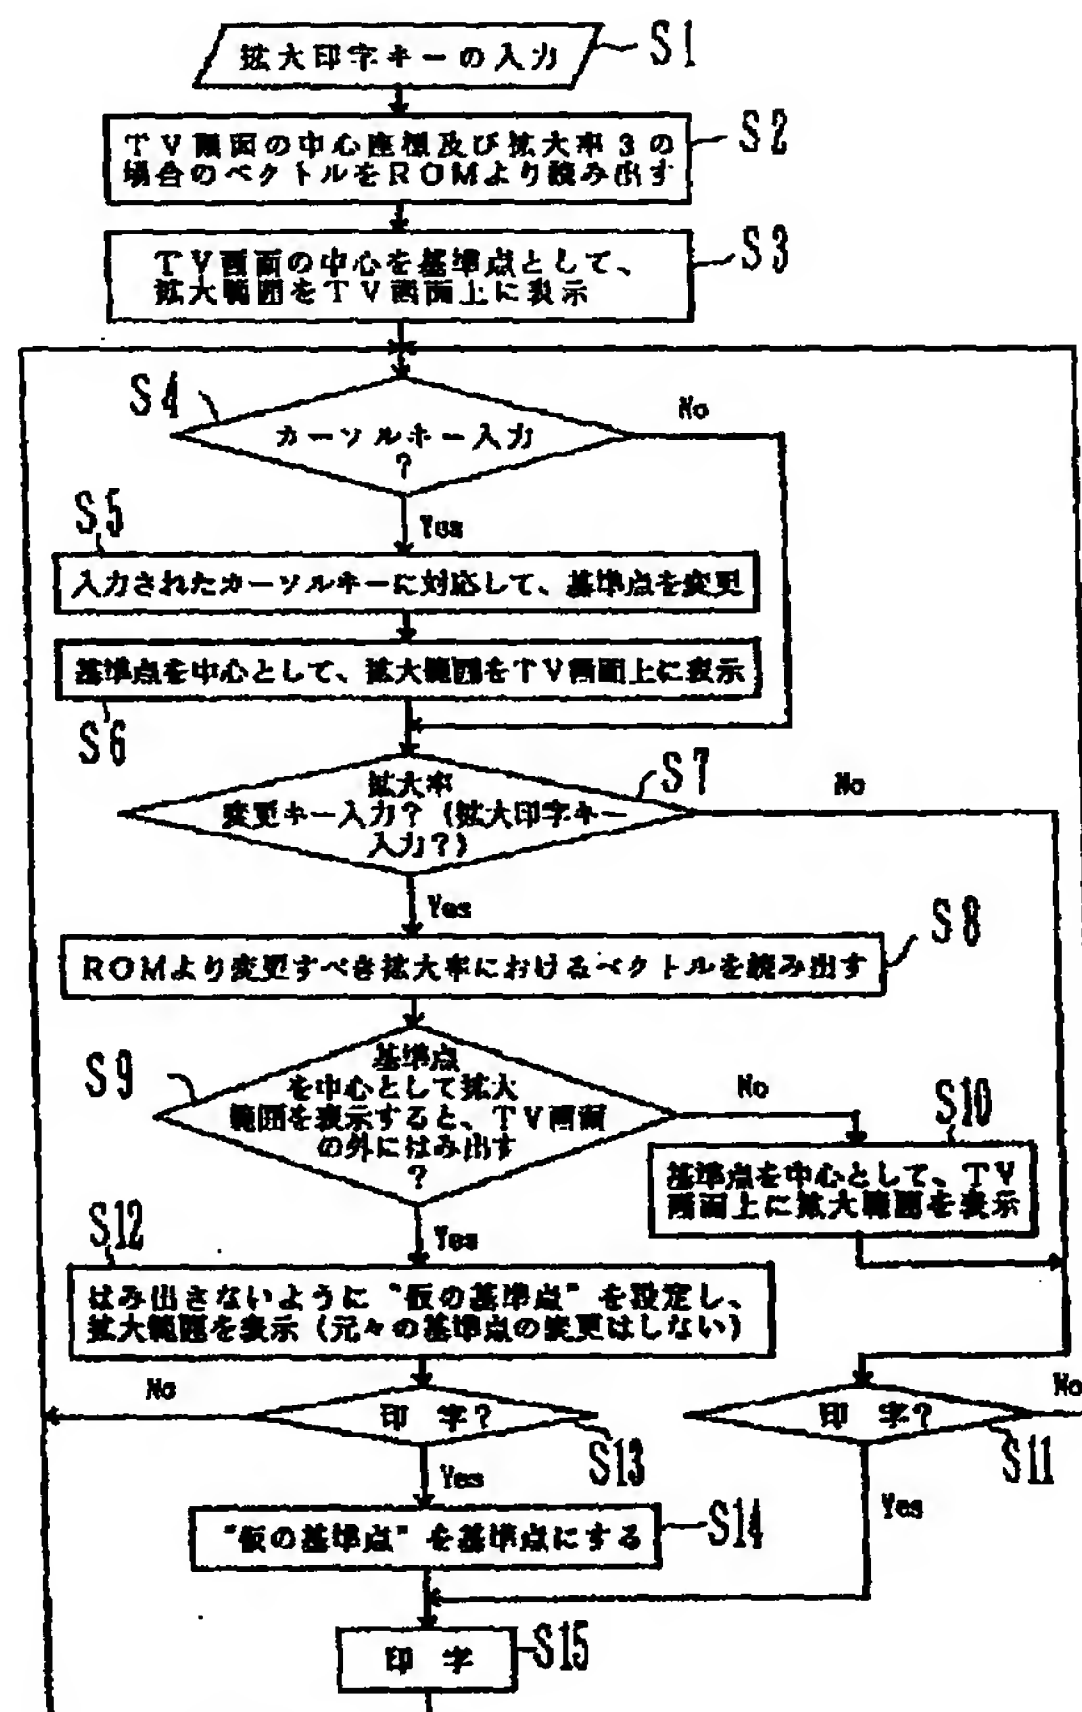 拡大印字キーの入力
S1
TV画面の中心座標及び拡大率3の
場合のベクトルをROMより読み出す
S2
TV画面の中心を基準点として、
拡大範囲をTV画面上に表示
S3
S4
カーソルキー入力
?
No
Yes
S5
入力されたカーソルキーに対応して、基準点を変更
基準点を中心として、拡大範囲をTV画面上に表示
S6
拡大率
変更キー入力?(拡大印字キー
入力?)
S7
No
Yes
S8
ROMより変更すべき拡大率におけるベクトルを読み出す
S9
基準点
を中心として拡大
範囲を表示すると、TV画面
の外にはみ出す
?
No
Yes
S10
基準点を中心として、TV
画面上に拡大範囲を表示
S12
はみ出さないように“仮の基準点”を設定し、
拡大範囲を表示(元々の基準点の変更はしない)
No
印 字?
S13
Yes
印 字?
No
S11
Yes
“仮の基準点”を基準点にする
S14
印 字
S15